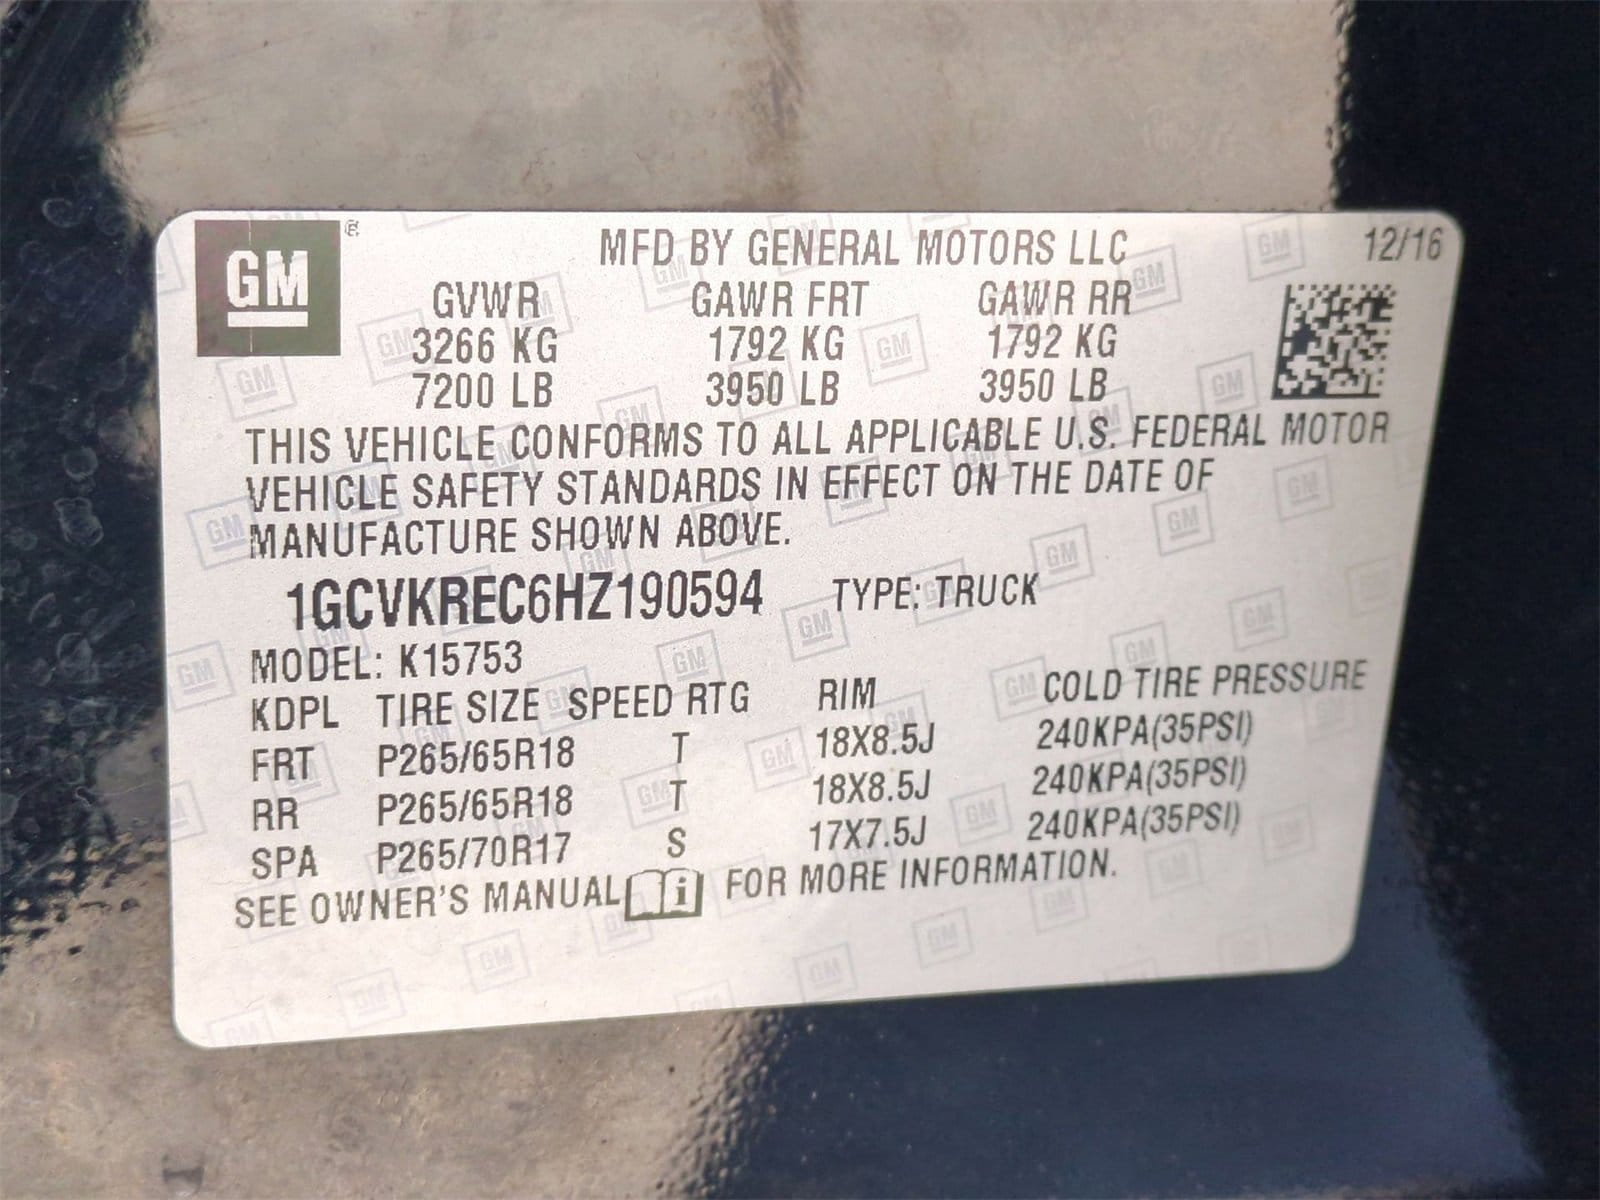 GM ®
MFD BY GENERAL MOTORS LLC 12/16
GVWR GAWR FRT GAWR RR
3266 KG 1792 KG 1792 KG
7200 LB 3950 LB 3950 LB
THIS VEHICLE CONFORMS TO ALL APPLICABLE U.S. FEDERAL MOTOR
VEHICLE SAFETY STANDARDS IN EFFECT ON THE DATE OF
MANUFACTURE SHOWN ABOVE.
1GCVKREC6HZ190594 TYPE: TRUCK
MODEL: K15753
KDPL TIRE SIZE SPEED RTG RIM COLD TIRE PRESSURE
FRT P265/65R18 T 18X8.5J 240KPA(35PSI)
RR P265/65R18 T 18X8.5J 240KPA(35PSI)
SPA P265/70R17 S 17X7.5J 240KPA(35PSI)
SEE OWNER'S MANUAL i FOR MORE INFORMATION.